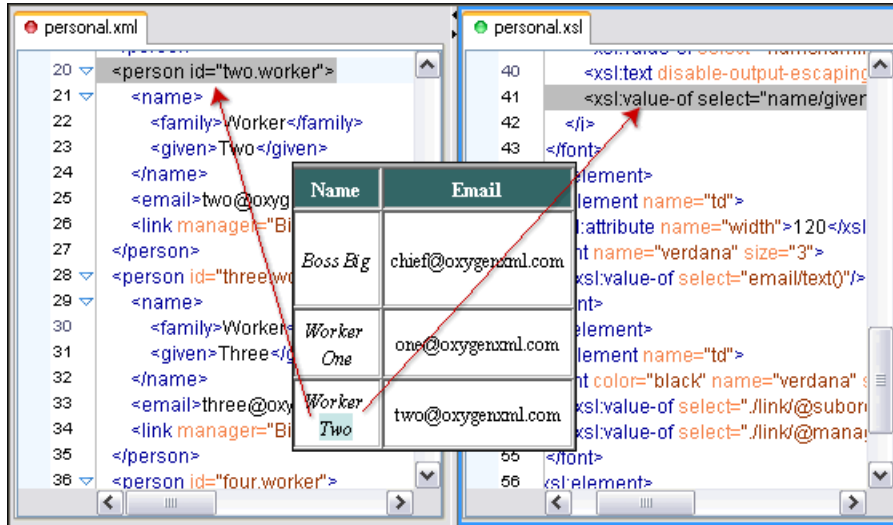 personal.xml
20 <person id="two.worker">
21 <name>
22 <family>Worker</family>
23 <given>Two</given>
24 </name>
25 <email>two@oxyg
26 <link manager="Bi
27 </person>
28 <person id="three.wo
29 <name>
30 <family>Worker<
31 <given>Three</g
32 </name>
33 <email>three@oxy
34 <link manager="Bi
35 </person>
36 <person id="four.worker">
Name Email
Boss Big chief@oxygenxml.com
Worker
One one@oxygenxml.com
Worker
Two two@oxygenxml.com
personal.xsl
40 <xsl:text disable-output-escaping
41 <xsl:value-of select="name/given
42 </i>
43 </font>
element>
lement name="td">
l:attribute name="width">120</xsl
nt name="verdana" size="3">
xsl:value-of select="email/text()"/>
nt>
element>
lement name="td">
nt color="black" name="verdana" s
xsl:value-of select="./link/@subor
xsl:value-of select="./link/@mana
55 </font>
56 xsl:element>